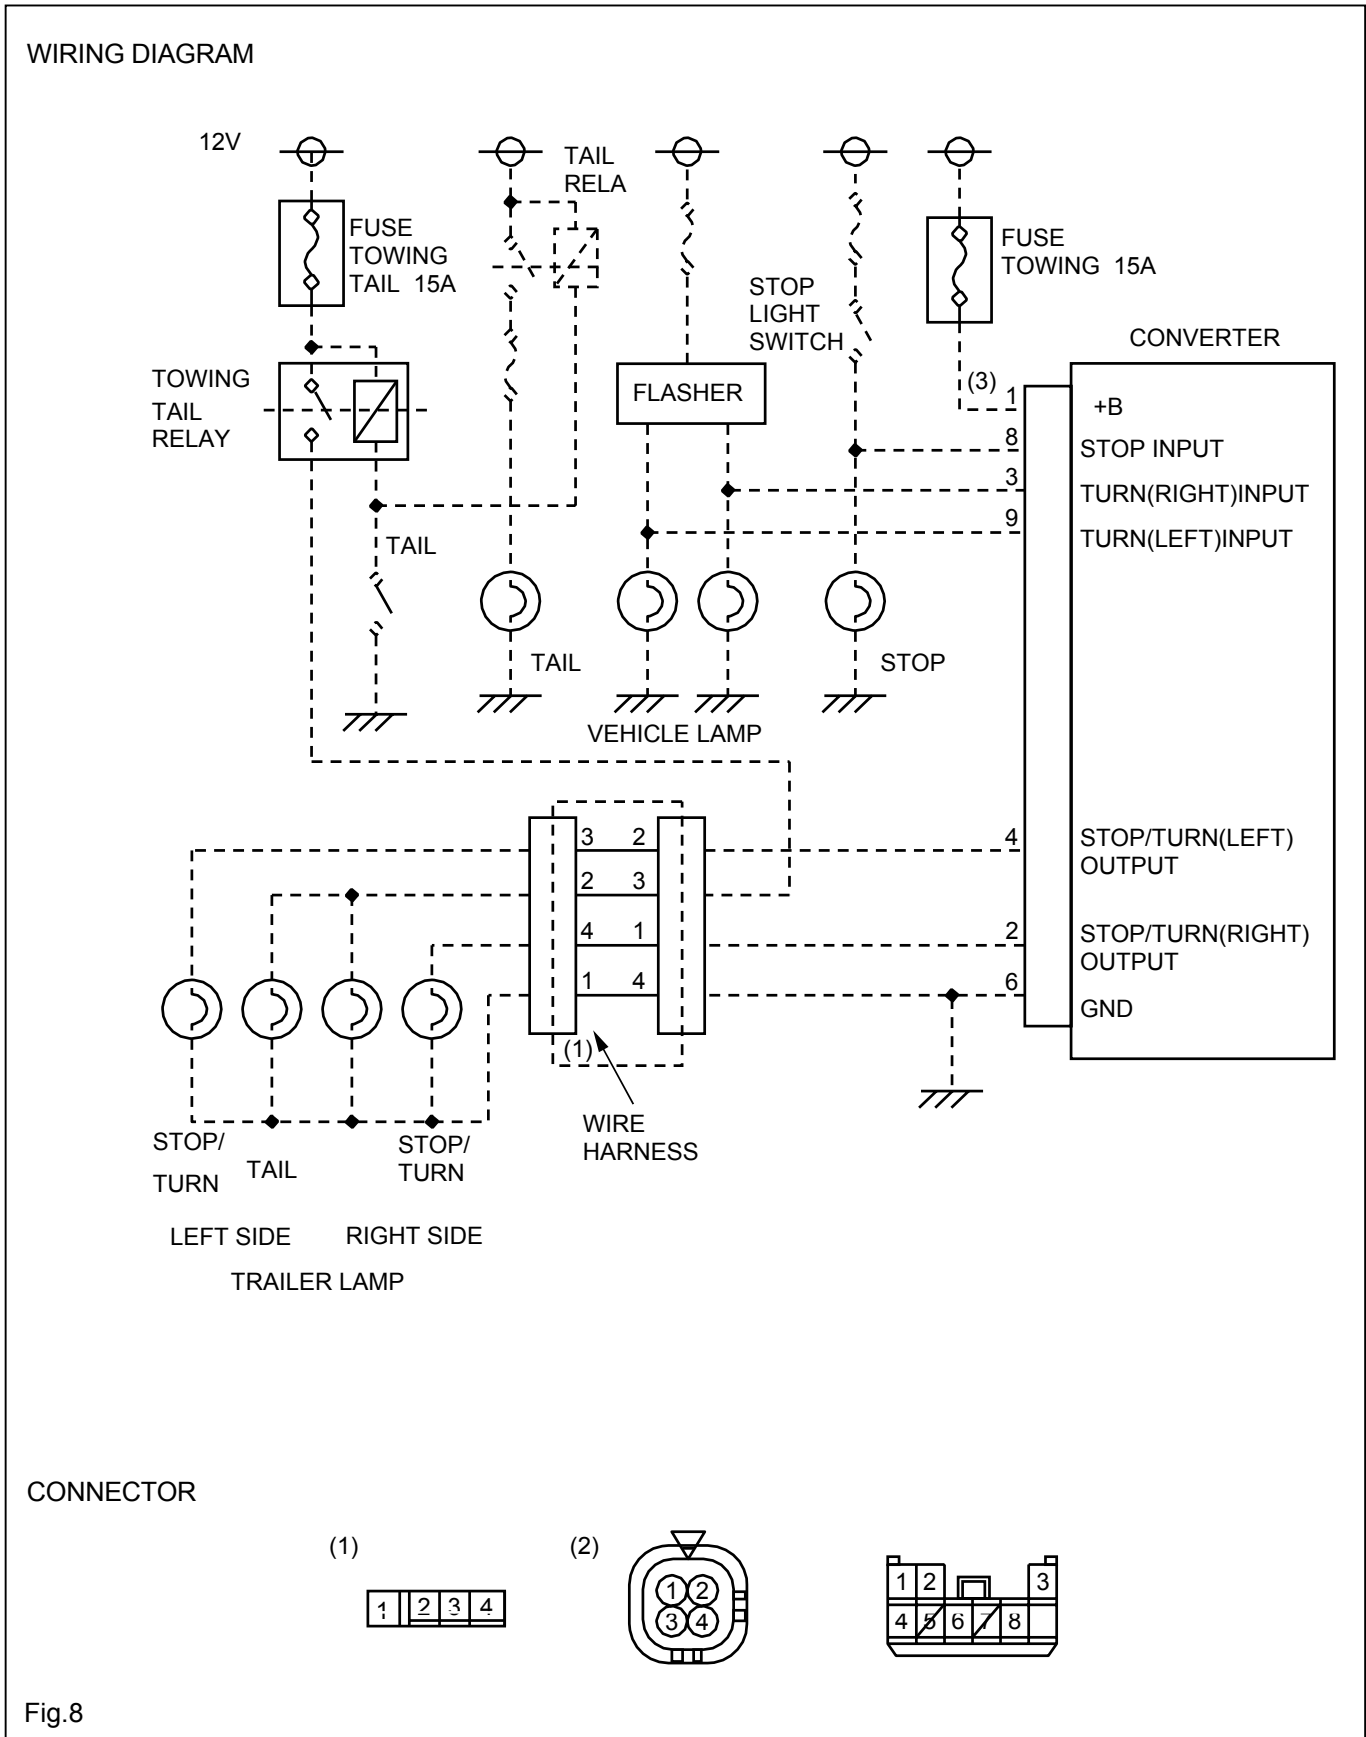 WIRING DIAGRAM
12V
TAIL
RELA
FUSE
TOWING
TAIL 15A
STOP
LIGHT
SWITCH
FUSE
TOWING 15A
CONVERTER
TOWING
TAIL
RELAY
FLASHER
(3)
1
+B
8
STOP INPUT
3
TURN(RIGHT)INPUT
9
TURN(LEFT)INPUT
TAIL
TAIL
STOP
VEHICLE LAMP
3 2
4
STOP/TURN(LEFT)
OUTPUT
2 3
4 1
2
STOP/TURN(RIGHT)
OUTPUT
1 4
6
GND
(1)
WIRE
HARNESS
STOP/
TURN
TAIL
STOP/
TURN
LEFT SIDE
RIGHT SIDE
TRAILER LAMP
CONNECTOR
(1)
1 2 3 4
(2)
1 2
3 4
1 2 3
4 5 6 7 8
Fig.8